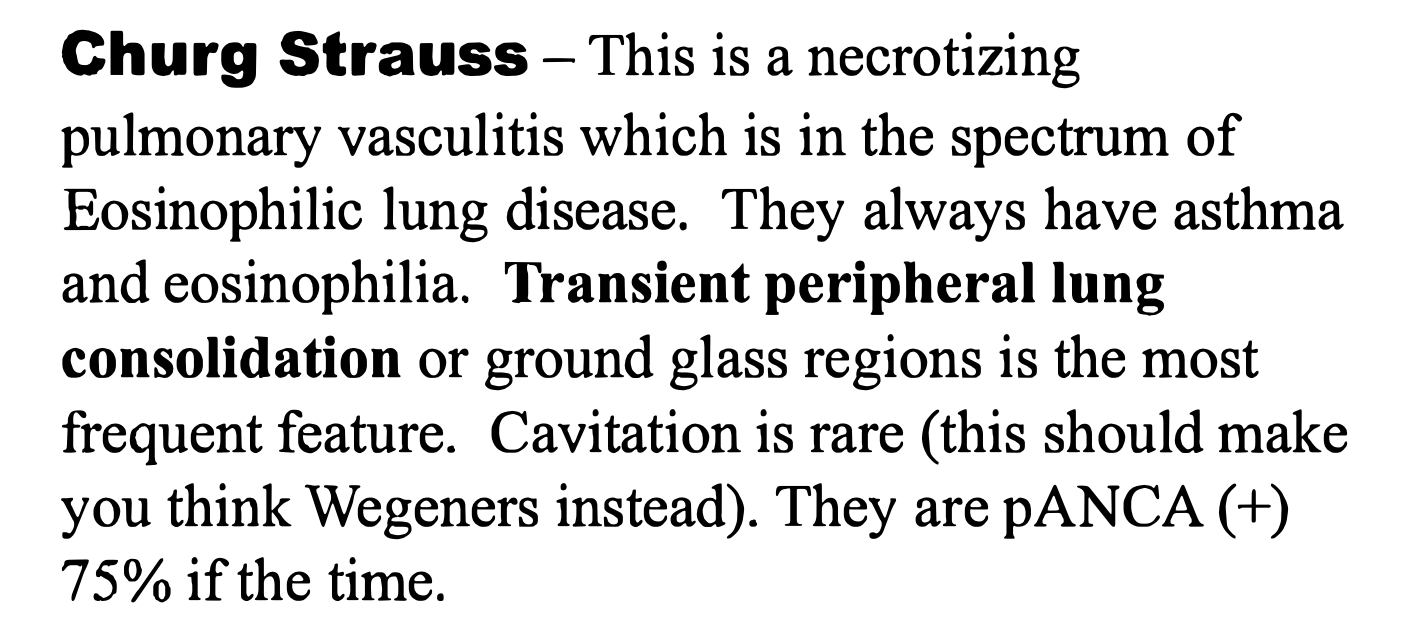 Churg Strauss – This is a necrotizing
pulmonary vasculitis which is in the spectrum of
Eosinophilic lung disease.  They always have asthma
and eosinophilia.  Transient peripheral lung
consolidation or ground glass regions is the most
frequent feature.  Cavitation is rare (this should make
you think Wegeners instead). They are pANCA (+)
75% if the time.